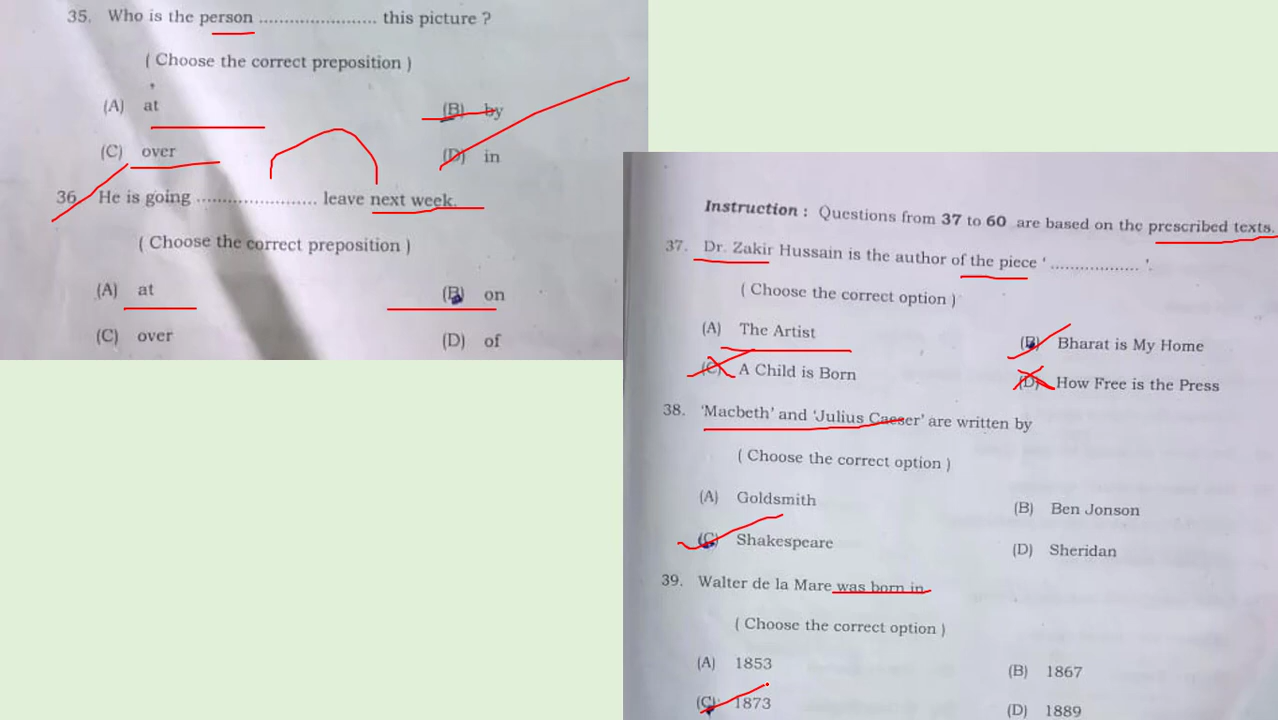 35. Who is the person ....................... this picture ?
( Choose the correct preposition )
(A) at (B) by
(C) over (D) in
36. He is going ....................... leave next week.
( Choose the correct preposition )
(A) at (B) on
(C) over (D) of
Instruction : Questions from 37 to 60 are based on the prescribed texts.
37. Dr. Zakir Hussain is the author of the piece ‘ ................. ’.
( Choose the correct option )
(A) The Artist (B) Bharat is My Home
(C) A Child is Born (D) How Free is the Press
38. ‘Macbeth’ and ‘Julius Caeser’ are written by
( Choose the correct option )
(A) Goldsmith (B) Ben Jonson
(C) Shakespeare (D) Sheridan
39. Walter de la Mare was born in
( Choose the correct option )
(A) 1853 (B) 1867
(C) 1873 (D) 1889